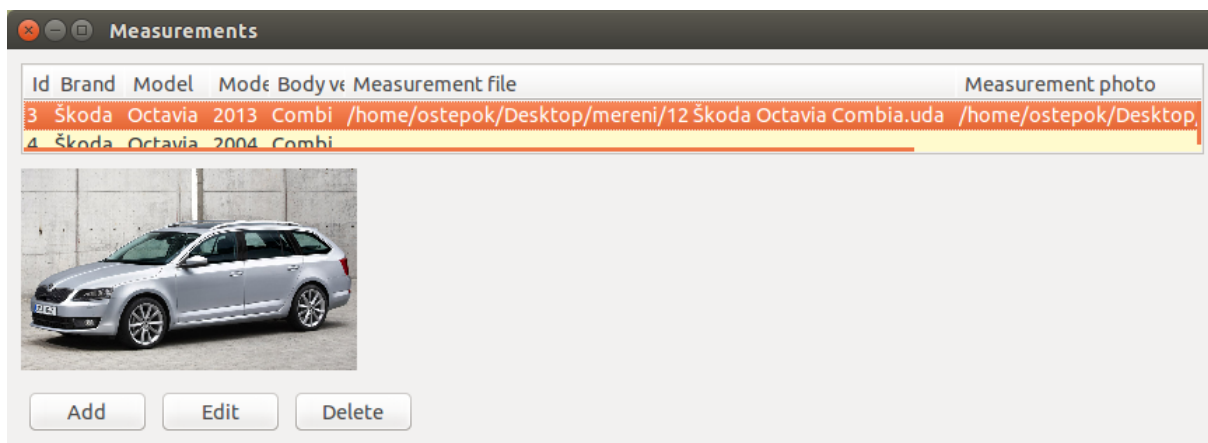 Measurements
Id Brand Model Mode Body ve Measurement file Measurement photo
3 Škoda Octavia 2013 Combi /home/ostepok/Desktop/mereni/12 Škoda Octavia Combia.uda /home/ostepok/Desktop/
4 Škoda Octavia 2004 Combi
Add Edit Delete